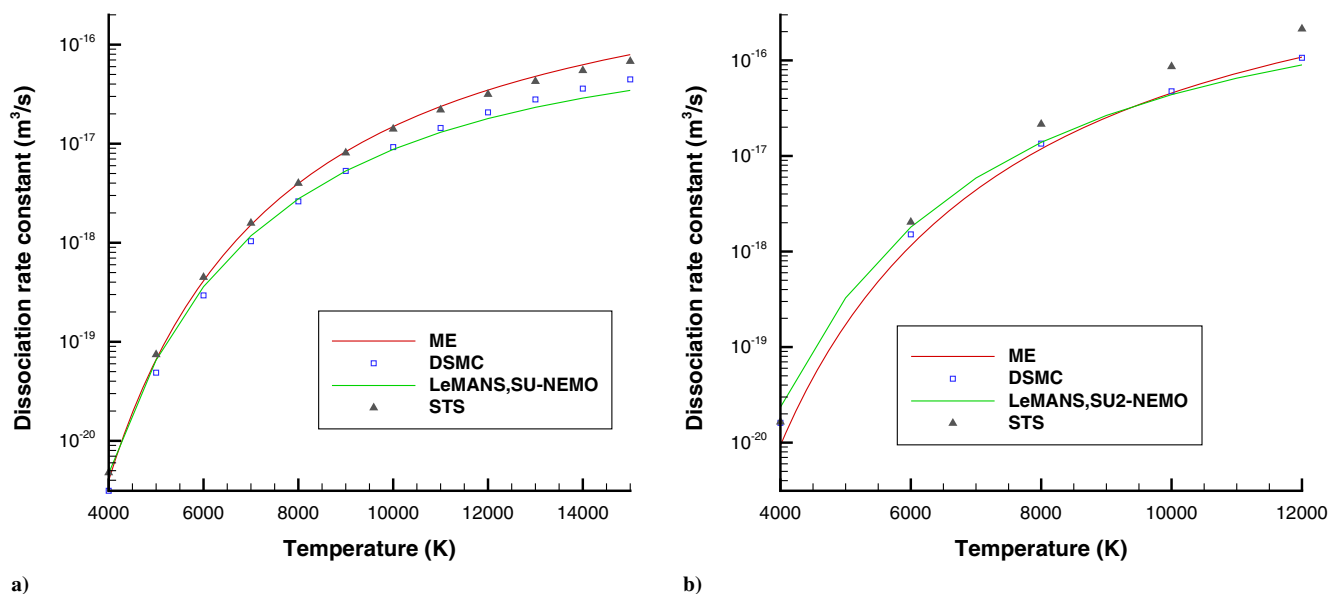 Dissociation rate constant (m³/s)
10⁻¹⁶
10⁻¹⁷
10⁻¹⁸
10⁻¹⁹
10⁻²⁰
ME
DSMC
LeMANS,SU-NEMO
STS
4000 6000 8000 10000 12000 14000
Temperature (K)
a)
Dissociation rate constant (m³/s)
10⁻¹⁶
10⁻¹⁷
10⁻¹⁸
10⁻¹⁹
10⁻²⁰
ME
DSMC
LeMANS,SU2-NEMO
STS
4000 6000 8000 10000 12000
Temperature (K)
b)